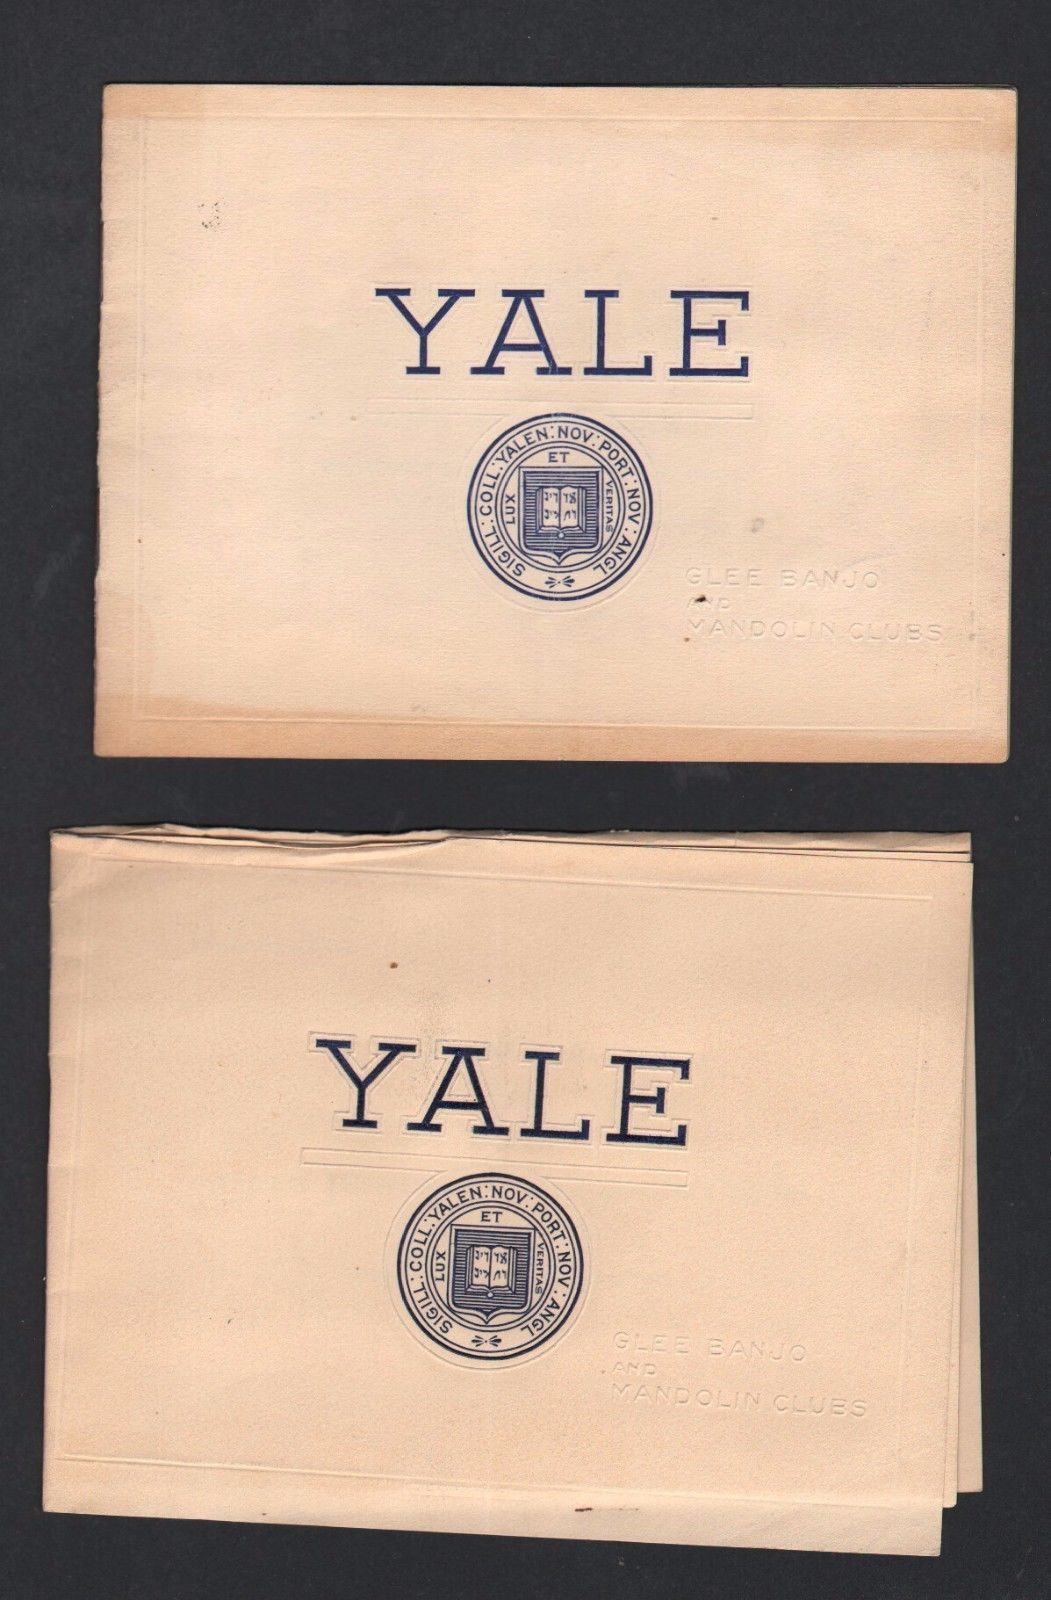 YALE
SIGILL: COLL: YALEN: NOV: PORT: NOV: ANGL
ET
LUX
VERITAS
GLEE BANJO
AND
MANDOLIN CLUBS
YALE
SIGILL: COLL: YALEN: NOV: PORT: NOV: ANGL
ET
LUX
VERITAS
GLEE BANJO
AND
MANDOLIN CLUBS